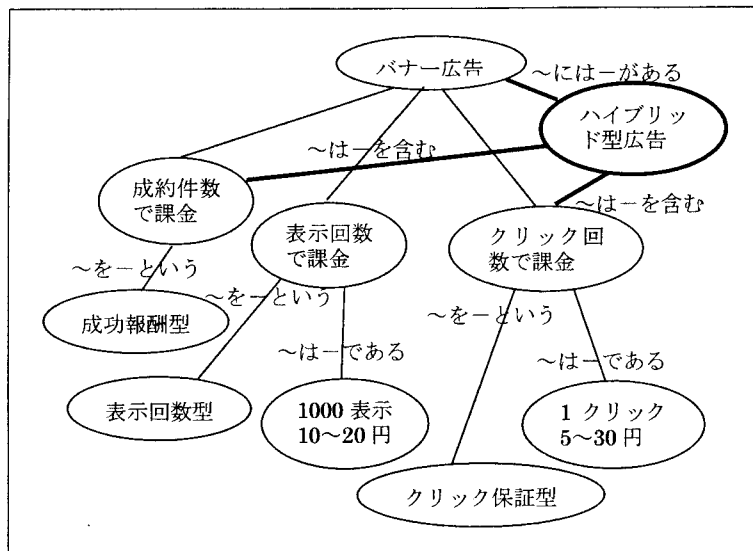 バナー広告
~には-がある
ハイブリッ
ド型広告
~は-を含む
成約件数
で課金
~は-を含む
表示回数
で課金
クリック回
数で課金
~を-という
~を-という
~を-という
成功報酬型
~は-である
~は-である
表示回数型
1000 表示
10~20 円
1 クリック
5~30 円
クリック保証型